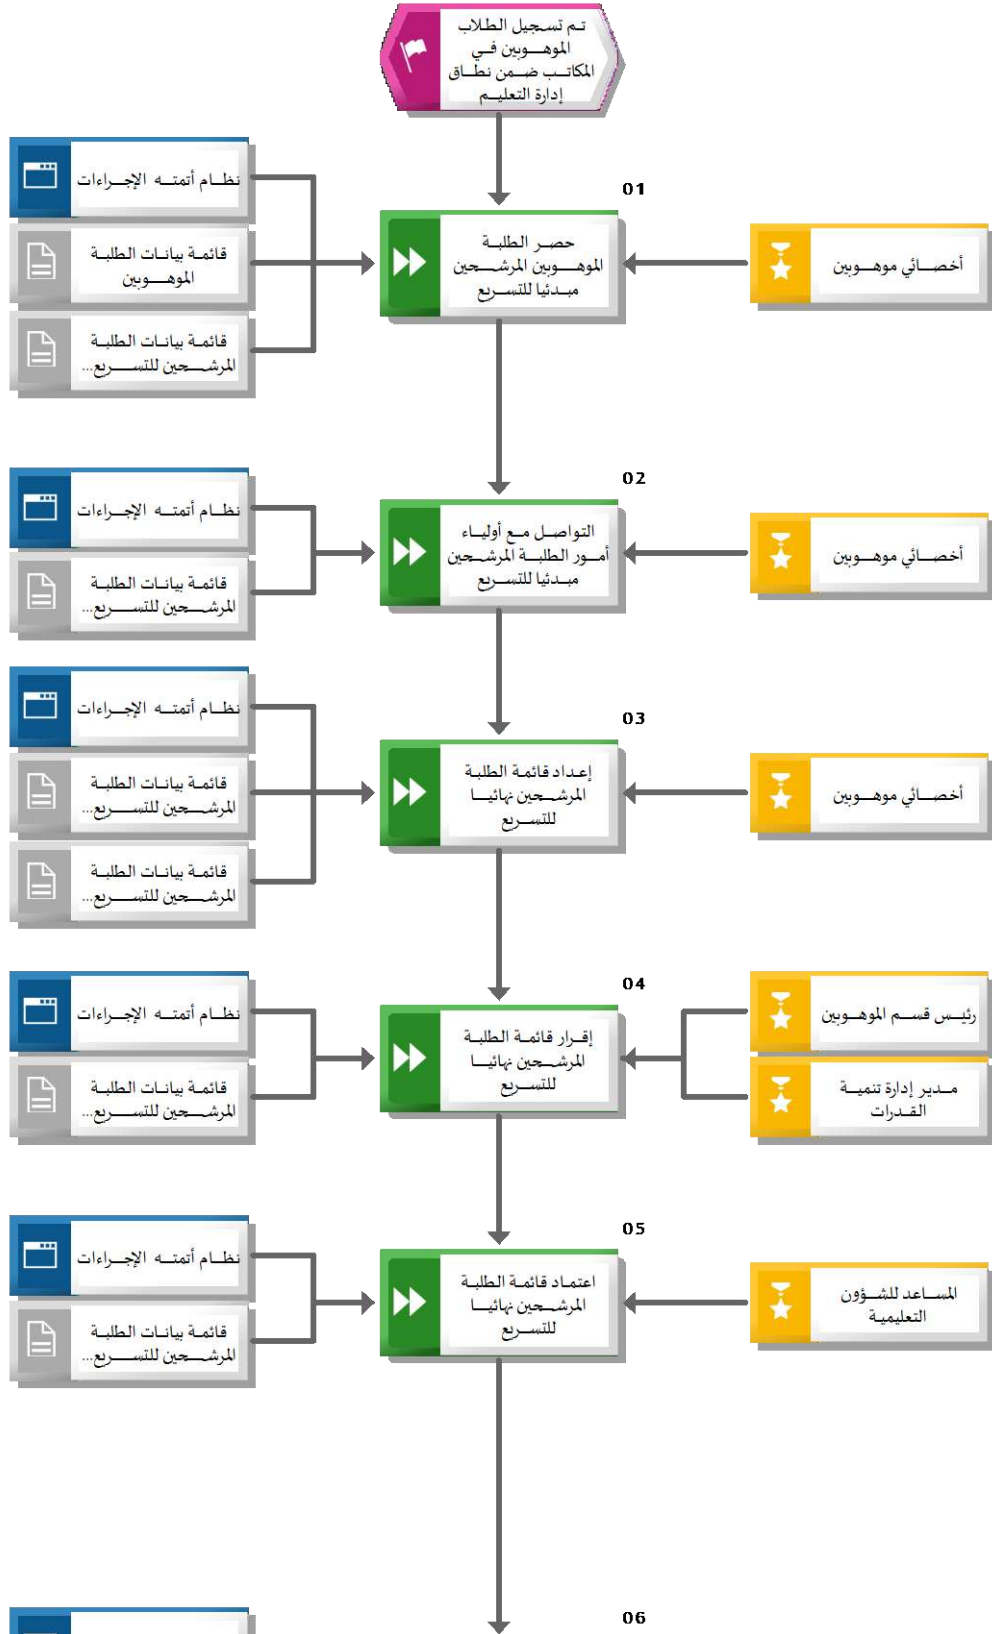 تم تسجيل الطلاب
الموهوبين في
المكاتب ضمن نطاق
إدارة التعليم
01
أخصائي موهوبين
حصر الطلبة
الموهوبين المرشحين
مبدئيا للتسريع
نظام أتمته الإجراءات
قائمة بيانات الطلبة
الموهوبين
قائمة بيانات الطلبة
المرشحين للتسريع...
02
أخصائي موهوبين
التواصل مع أولياء
أمور الطلبة المرشحين
مبدئيا للتسريع
نظام أتمته الإجراءات
قائمة بيانات الطلبة
المرشحين للتسريع...
03
أخصائي موهوبين
إعداد قائمة الطلبة
المرشحين نهائيا
للتسريع
نظام أتمته الإجراءات
قائمة بيانات الطلبة
المرشحين للتسريع...
قائمة بيانات الطلبة
المرشحين للتسريع...
04
رئيس قسم الموهوبين
مدير إدارة تنمية
القدرات
إقرار قائمة الطلبة
المرشحين نهائيا
للتسريع
نظام أتمته الإجراءات
قائمة بيانات الطلبة
المرشحين للتسريع...
05
المساعد للشؤون
التعليمية
اعتماد قائمة الطلبة
المرشحين نهائيا
للتسريع
نظام أتمته الإجراءات
قائمة بيانات الطلبة
المرشحين للتسريع...
06